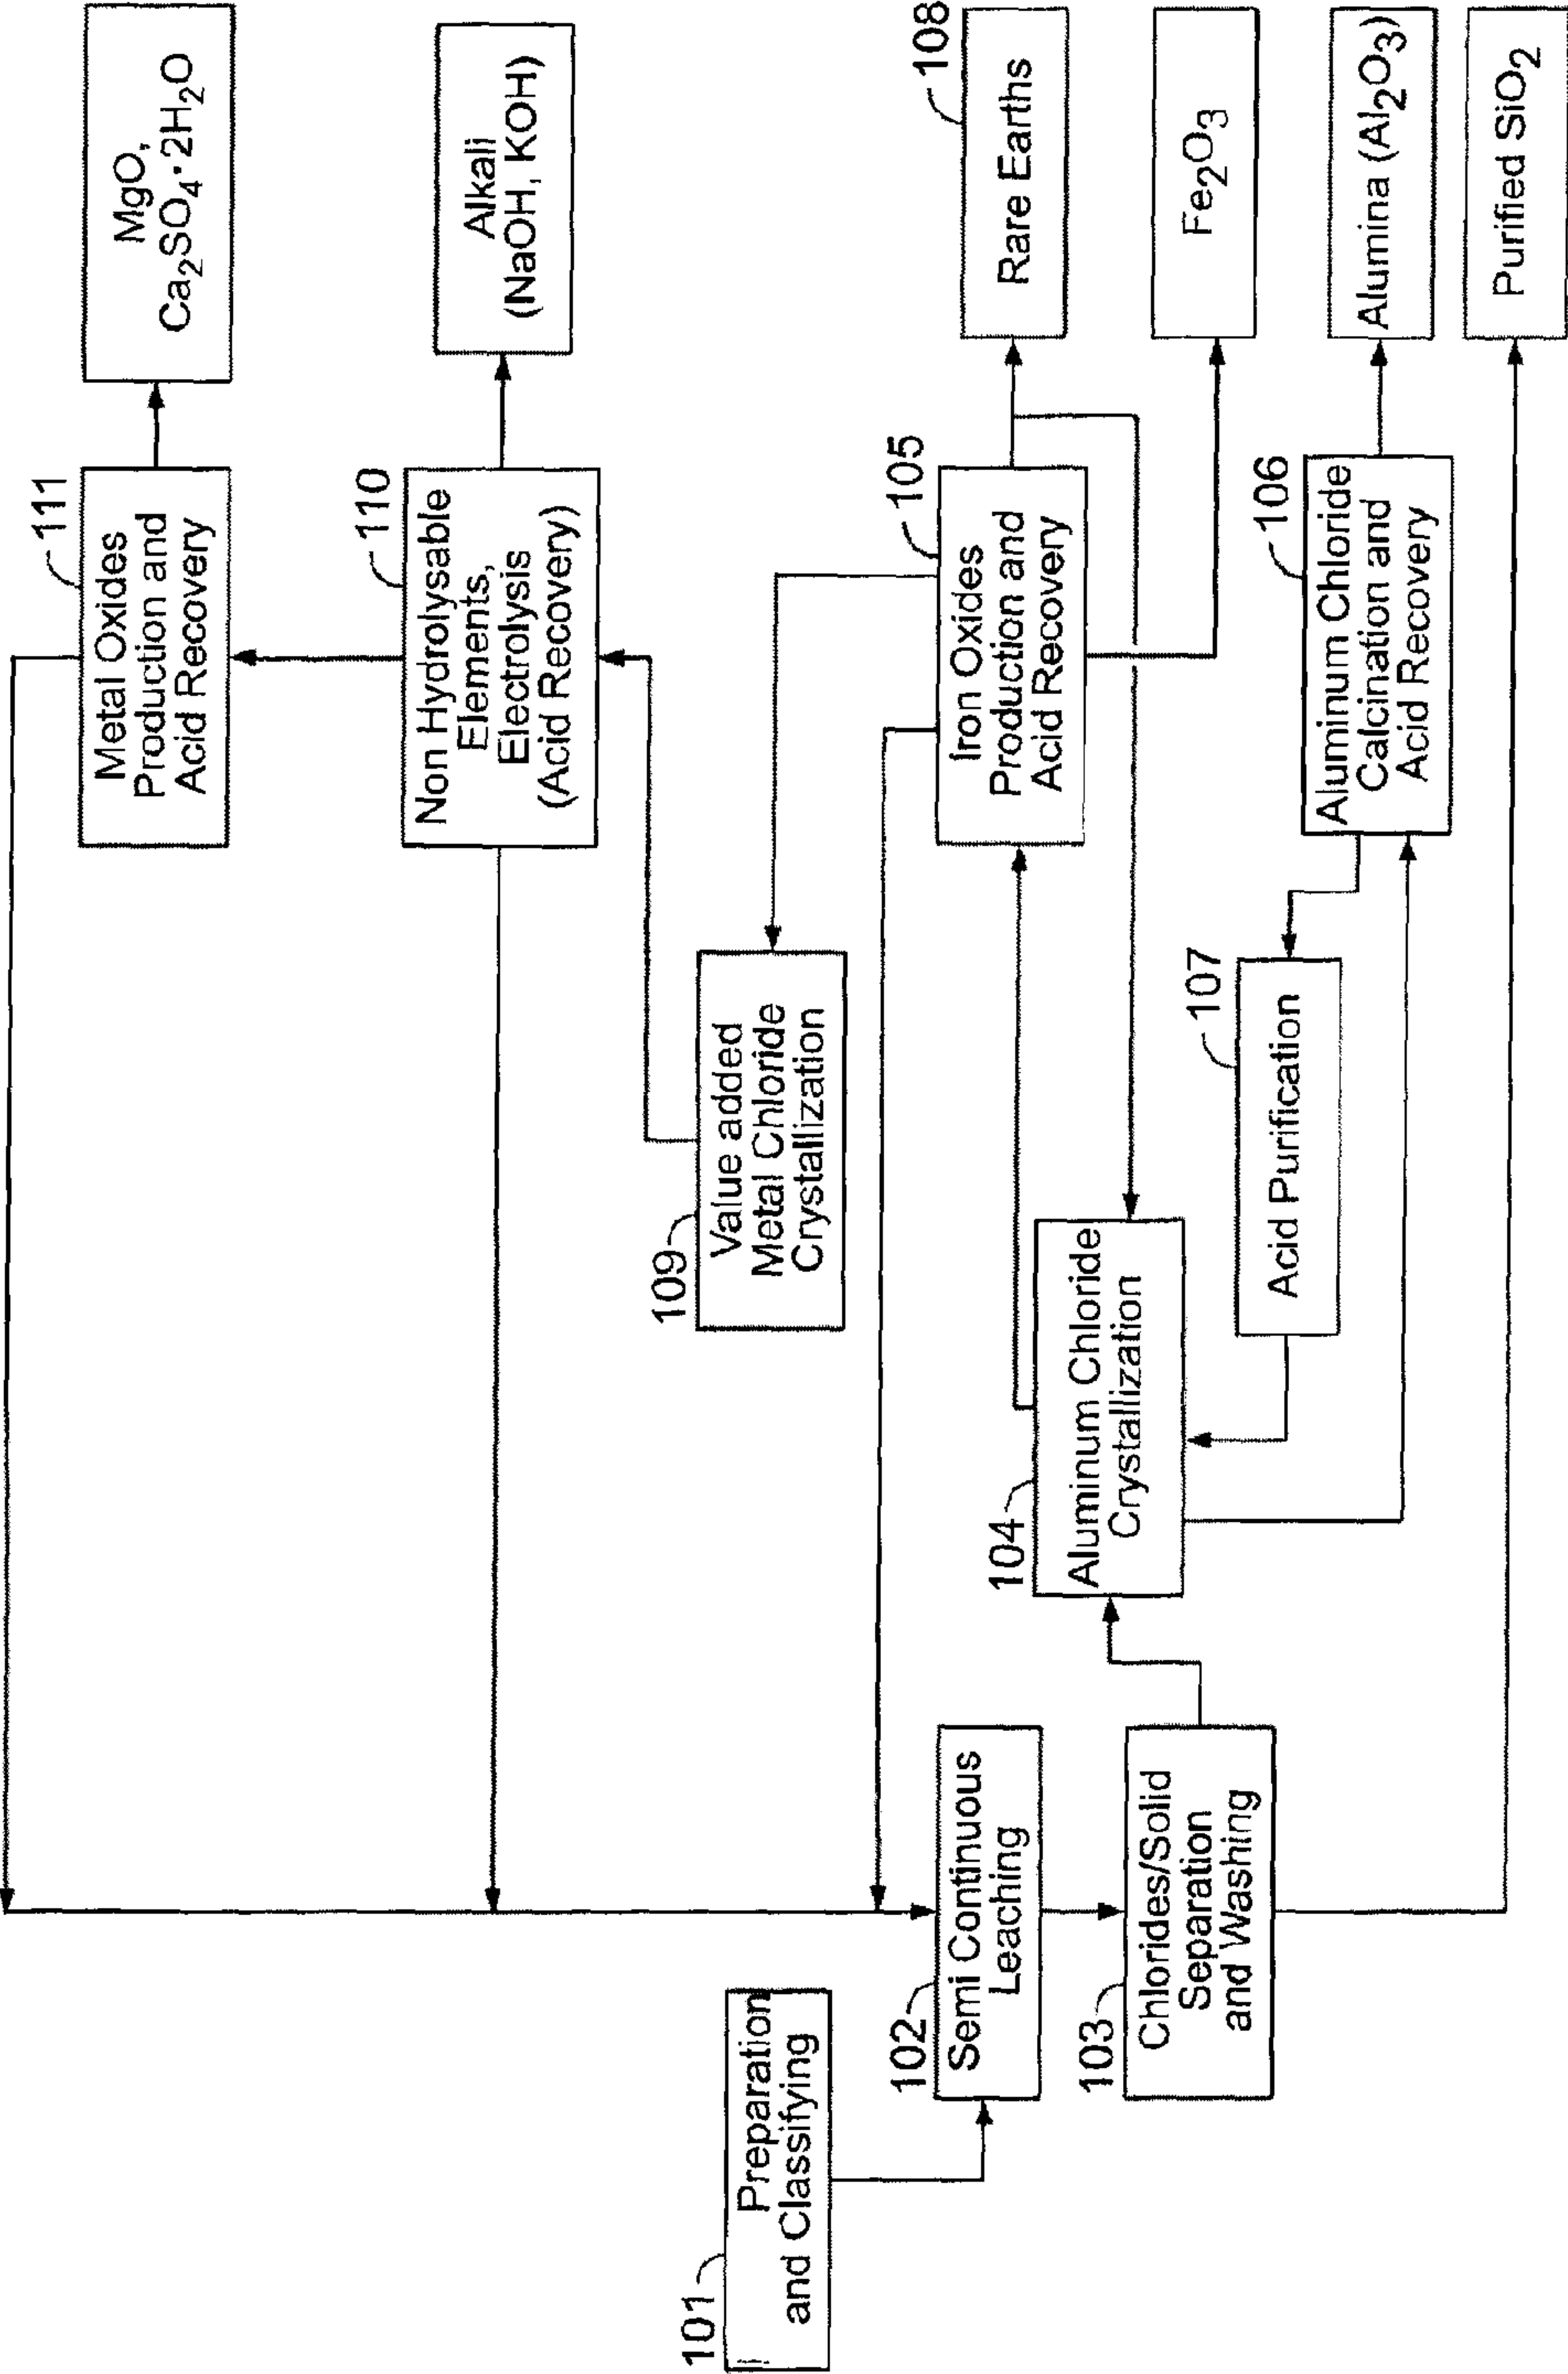 MgO,
Ca2SO4·2H2O
111
Metal Oxides
Production and
Acid Recovery
Alkali
(NaOH, KOH)
110
Non Hydrolysable
Elements,
Electrolysis
(Acid Recovery)
109
Value added
Metal Chloride
Crystallization
108
Rare Earths
105
Iron Oxides
Production and
Acid Recovery
Fe2O3
101
Preparation
and Classifying
102
Semi Continuous
Leaching
103
Chlorides/Solid
Separation
and Washing
104
Aluminum Chloride
Crystallization
107
Acid Purification
106
Aluminum Chloride
Calcination and
Acid Recovery
Alumina (Al2O3)
Purified SiO2